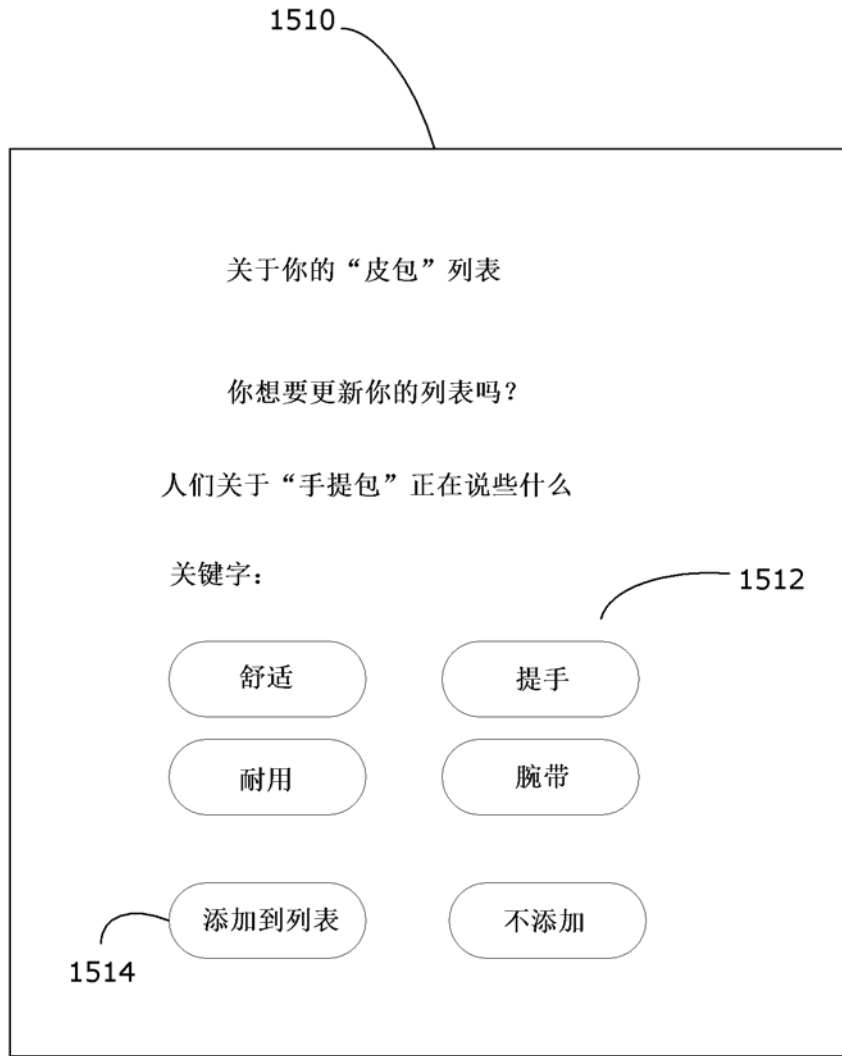 1510
关于你的“皮包”列表
你想要更新你的列表吗？
人们关于“手提包”正在说些什么
关键字：
1512
舒适 提手
耐用 腕带
添加到列表 不添加
1514